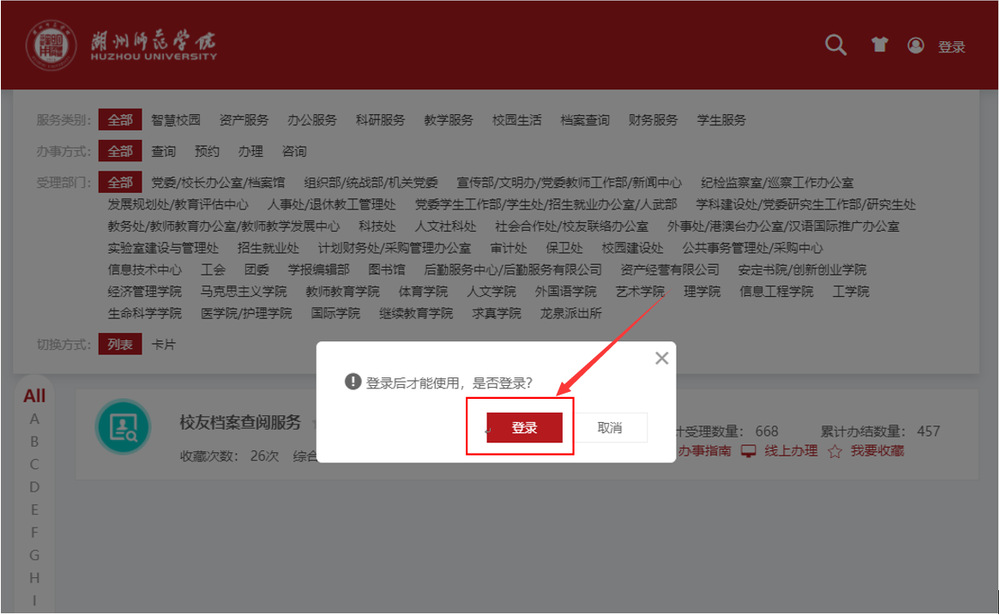 湖州师范学院
HUZHOU UNIVERSITY
登录
服务类别: 全部 智慧校园 资产服务 办公服务 科研服务 教学服务 校园生活 档案查询 财务服务 学生服务
办事方式: 全部 查询 预约 办理 咨询
受理部门: 全部 党委/校长办公室/档案馆 组织部/统战部/机关党委 宣传部/文明办/党委教师工作部/新闻中心 纪检监察室/巡察工作办公室
发展规划处/教育评估中心 人事处/退休教工管理处 党委学生工作部/学生处/招生就业办公室/人武部 学科建设处/党委研究生工作部/研究生处
教务处/教师教育办公室/教师教学发展中心 科技处 人文社科处 社会合作处/校友联络办公室 外事处/港澳台办公室/汉语国际推广办公室
实验室建设与管理处 招生就业处 计划财务处/采购管理办公室 审计处 保卫处 校园建设处 公共事务管理处/采购中心
信息技术中心 工会 团委 学报编辑部 图书馆 后勤服务中心/后勤服务有限公司 资产经营有限公司 安定书院/创新创业学院
经济管理学院 马克思主义学院 教师教育学院 体育学院 人文学院 外国语学院 艺术学院 理学院 信息工程学院 工学院
生命科学学院 医学院/护理学院 国际学院 继续教育学院 求真学院 龙泉派出所
切换方式: 列表 卡片
登录后才能使用，是否登录?
登录 取消
All
A
B
C
D
E
F
G
H
I
校友档案查阅服务
收藏次数: 26次 综合
计受理数量: 668 累计办结数量: 457
办事指南 线上办理 我要收藏